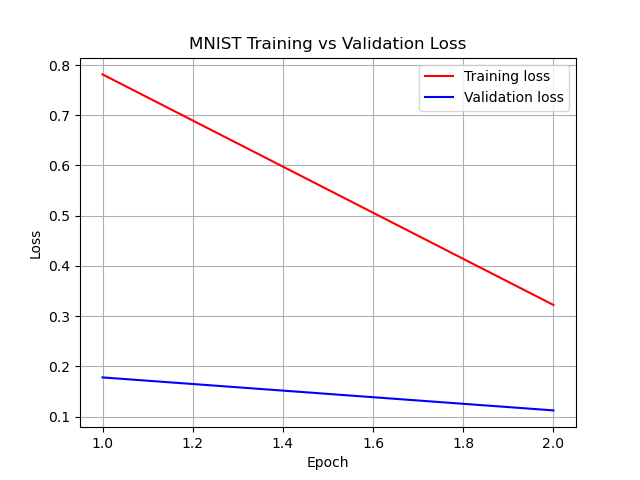 MNIST Training vs Validation Loss
Training loss
Validation loss
0.8
0.7
0.6
0.5
0.4
0.3
0.2
0.1
Loss
1.0 1.2 1.4 1.6 1.8 2.0
Epoch